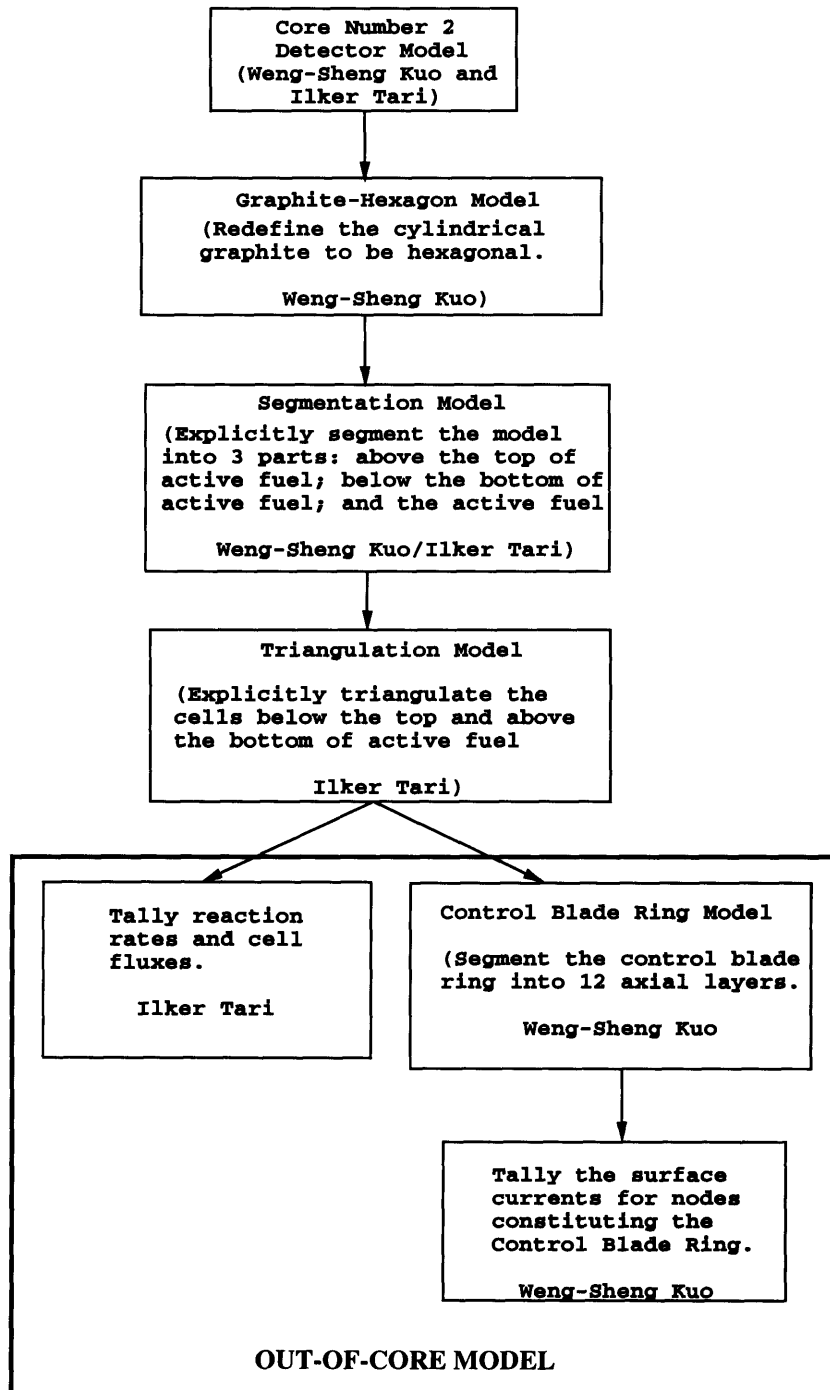 Core Number 2
Detector Model
(Weng-Sheng Kuo and
Ilker Tari)
Graphite-Hexagon Model
(Redefine the cylindrical
graphite to be hexagonal.
Weng-Sheng Kuo)
Segmentation Model
(Explicitly segment the model
into 3 parts: above the top of
active fuel; below the bottom of
active fuel; and the active fuel
Weng-Sheng Kuo/Ilker Tari)
Triangulation Model
(Explicitly triangulate the
cells below the top and above
the bottom of active fuel
Ilker Tari)
Tally reaction
rates and cell
fluxes.
Ilker Tari
Control Blade Ring Model
(Segment the control blade
ring into 12 axial layers.
Weng-Sheng Kuo
Tally the surface
currents for nodes
constituting the
Control Blade Ring.
Weng-Sheng Kuo
OUT-OF-CORE MODEL